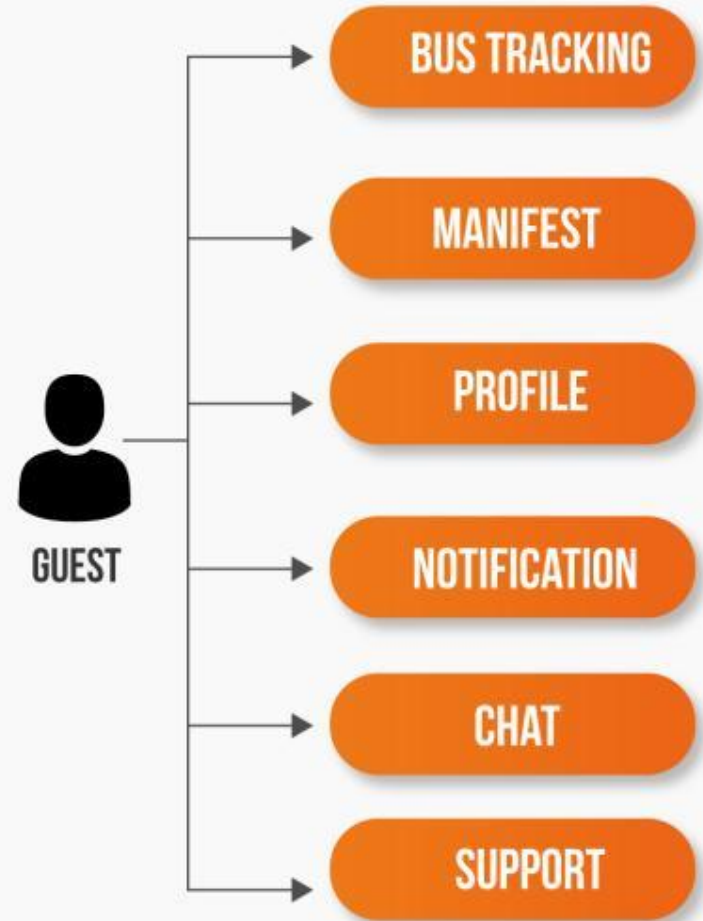 BUS TRACKING
MANIFEST
PROFILE
GUEST
NOTIFICATION
CHAT
SUPPORT